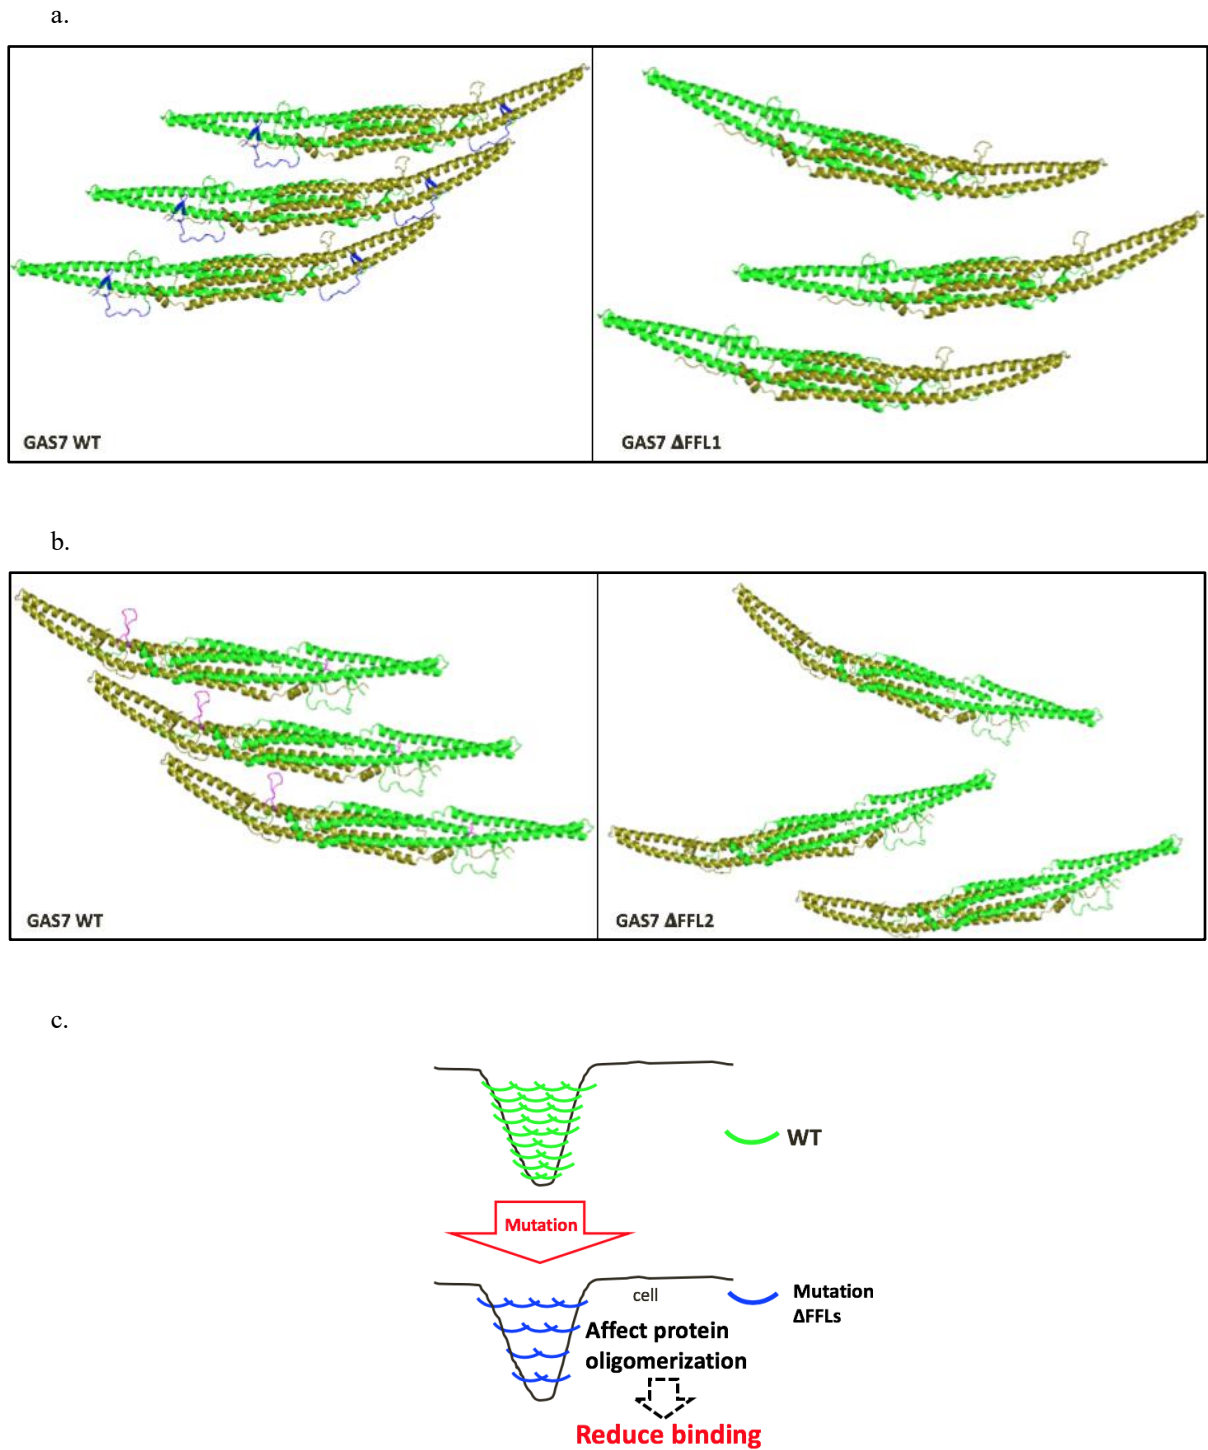 a.
GAS7 WT
GAS7 ΔFFL1
b.
GAS7 WT
GAS7 ΔFFL2
c.
WT
Mutation
cell
Mutation
ΔFFLs
Affect protein
oligomerization
Reduce binding